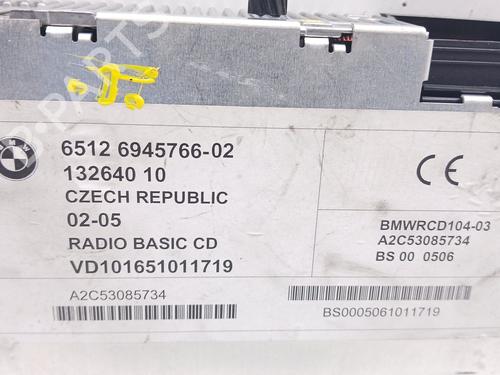 BMW
6512 6945766-02
132640 10
CZECH REPUBLIC
02-05
RADIO BASIC CD
VD101651011719
A2C53085734
CE
BMWRCD104-03
A2C53085734
BS 00 0506
BS0005061011719